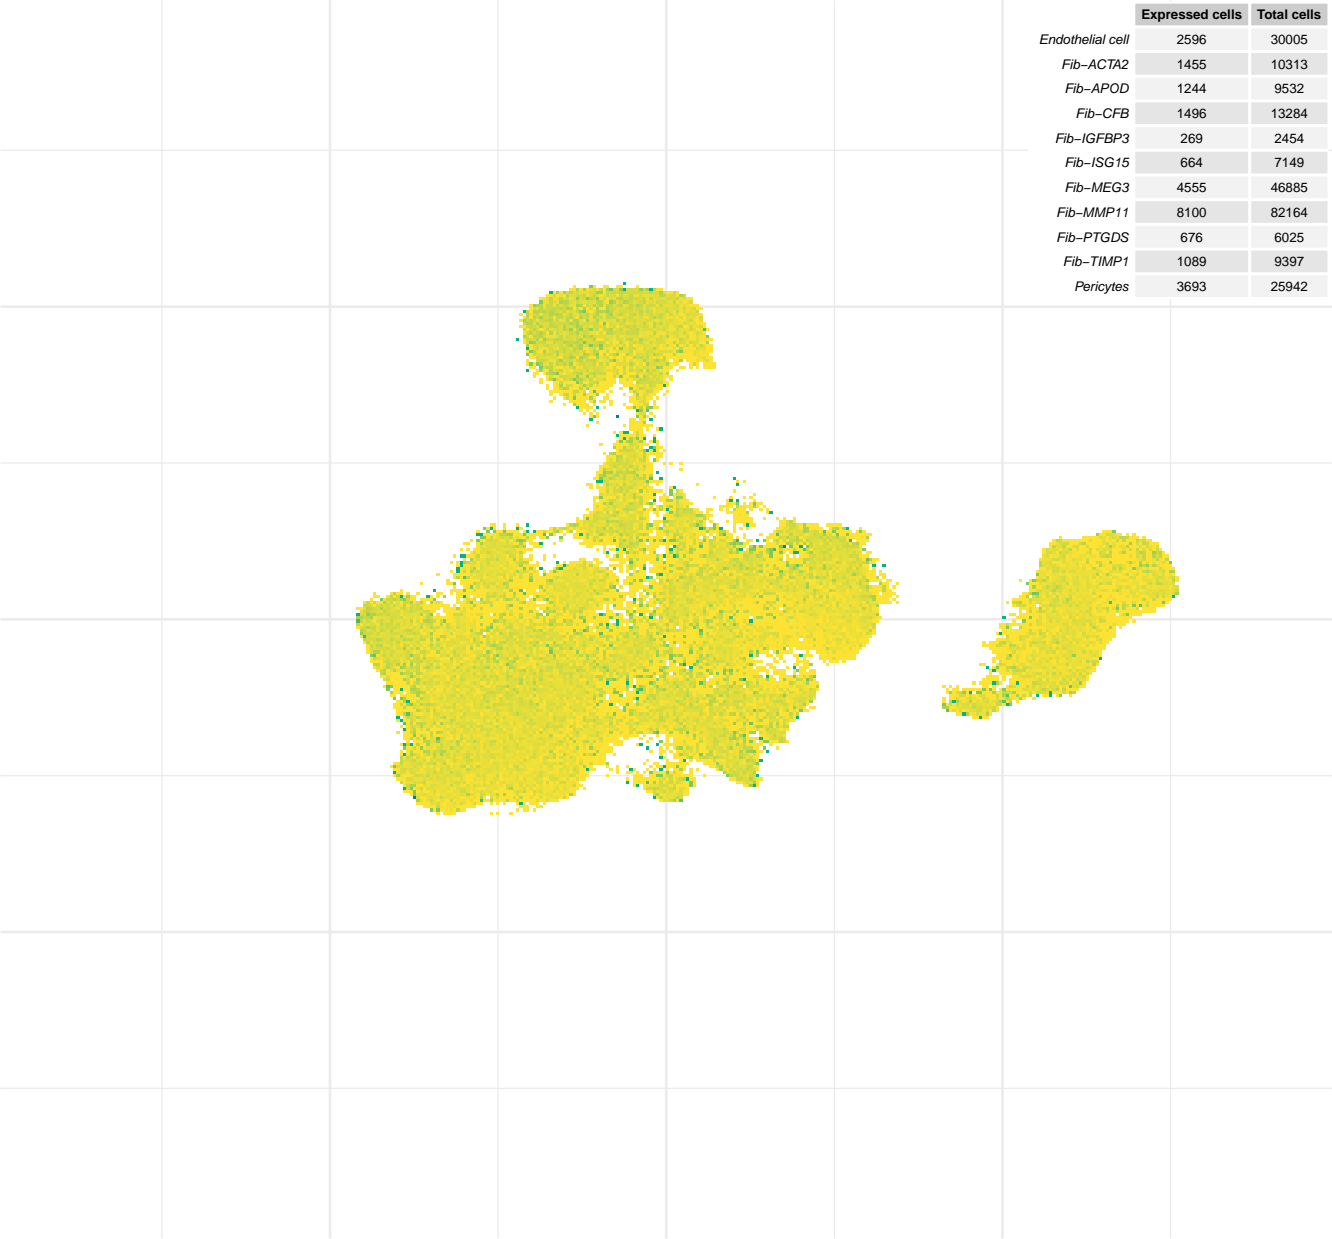 Expressed cells Total cells
Endothelial cell 2596 30005
Fib−ACTA2 1455 10313
Fib−APOD 1244 9532
Fib−CFB 1496 13284
Fib−IGFBP3 269 2454
Fib−ISG15 664 7149
Fib−MEG3 4555 46885
Fib−MMP11 8100 82164
Fib−PTGDS 676 6025
Fib−TIMP1 1089 9397
Pericytes 3693 25942